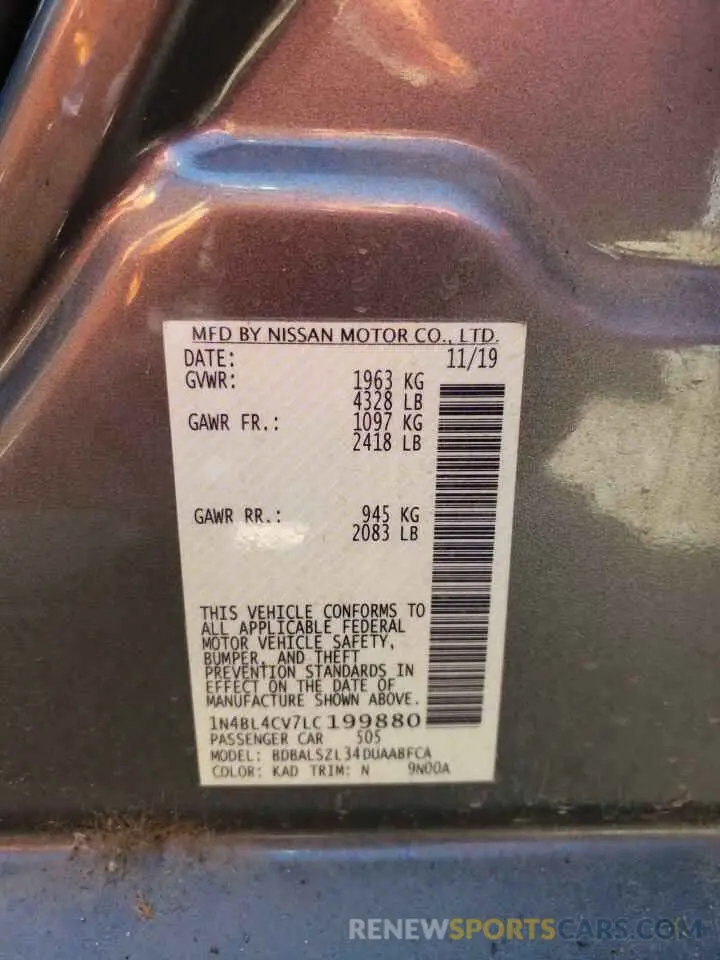 MFD BY NISSAN MOTOR CO., LTD.
DATE: 11/19
GVWR: 1963 KG
4328 LB
GAWR FR.: 1097 KG
2418 LB
GAWR RR.: 945 KG
2083 LB
THIS VEHICLE CONFORMS TO
ALL APPLICABLE FEDERAL
MOTOR VEHICLE SAFETY,
BUMPER, AND THEFT
PREVENTION STANDARDS IN
EFFECT ON THE DATE OF
MANUFACTURE SHOWN ABOVE.
1N4BL4CV7LC199880
PASSENGER CAR 505
MODEL: BDBALSZL34DUAABFCA
COLOR: KAD TRIM: N 9N00A
RENEWSPORTSCARS.COM